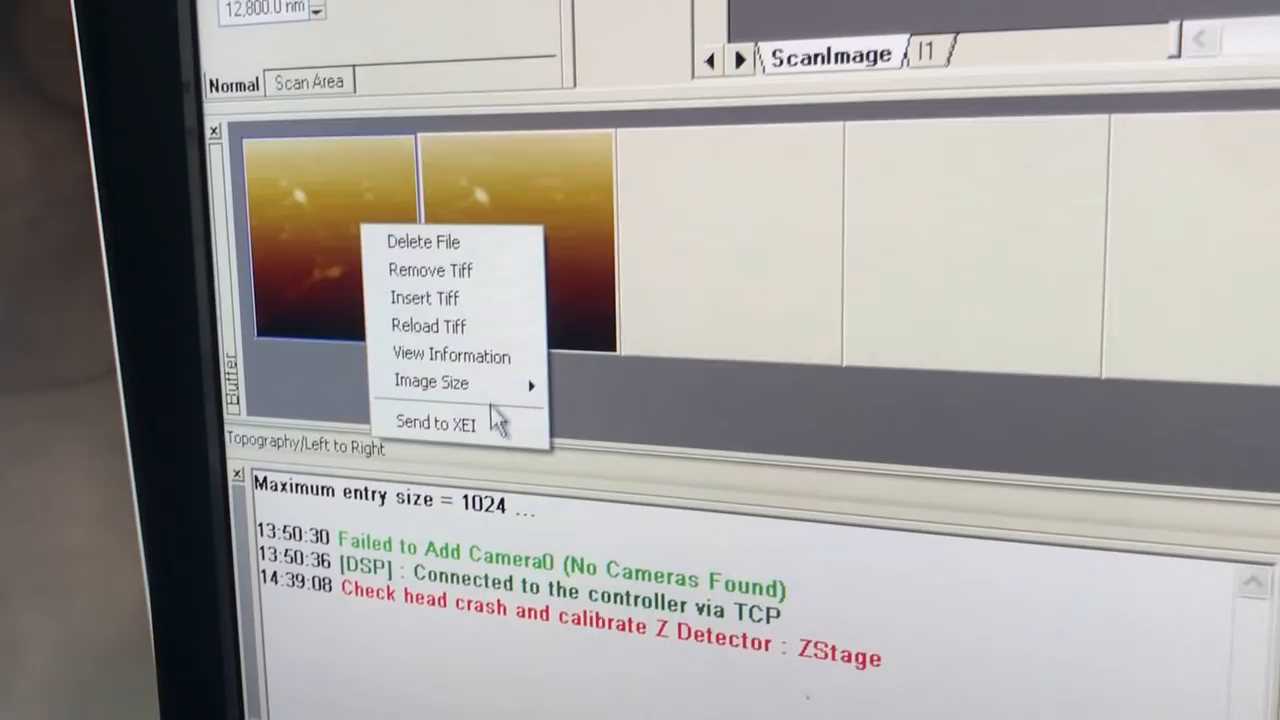 12,800.0 nm
Normal
Scan Area
ScanImage
I1
Delete File
Remove Tiff
Insert Tiff
Reload Tiff
View Information
Image Size
Send to XEI
Buffer
Topography/Left to Right
Maximum entry size = 1024 ...
13:50:30 Failed to Add Camera0 (No Cameras Found)
13:50:36 [DSP] : Connected to the controller via TCP
14:39:08 Check head crash and calibrate Z Detector : ZStage